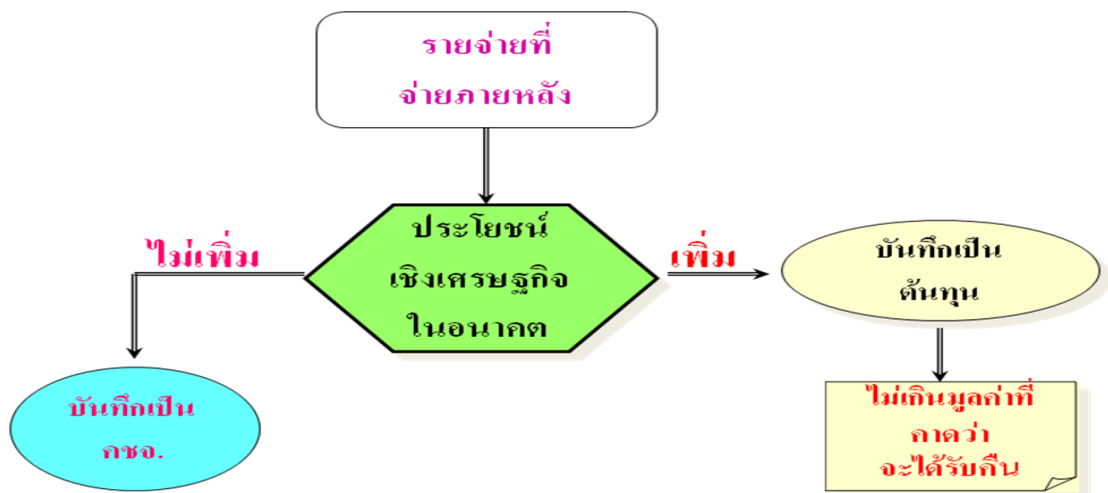 รายจ่ายที่
จ่ายภายหลัง
ประโยชน์
เชิงเศรษฐกิจ
ในอนาคต
ไม่เพิ่ม
เพิ่ม
บันทึกเป็น
ต้นทุน
บันทึกเป็น
คชจ.
ไม่เกินมูลค่าที่
คาดว่า
จะได้รับคืน